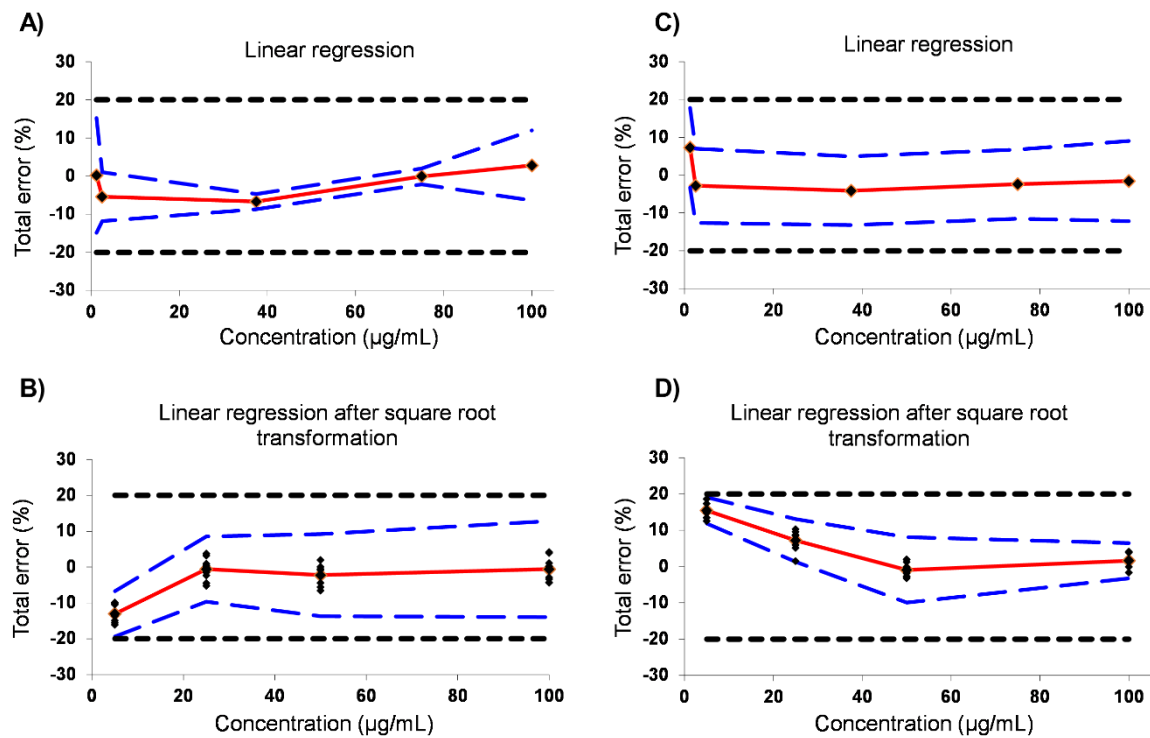 A)
Linear regression
30
20
10
0
-10
-20
-30
Total error (%)
0 20 40 60 80 100
Concentration (µg/mL)
C)
Linear regression
30
20
10
0
-10
-20
-30
Total error (%)
0 20 40 60 80 100
Concentration (µg/mL)
B)
Linear regression after square root
transformation
30
20
10
0
-10
-20
-30
Total error (%)
0 20 40 60 80 100
Concentration (µg/mL)
D)
Linear regression after square root
transformation
30
20
10
0
-10
-20
-30
Total error (%)
0 20 40 60 80 100
Concentration (µg/mL)